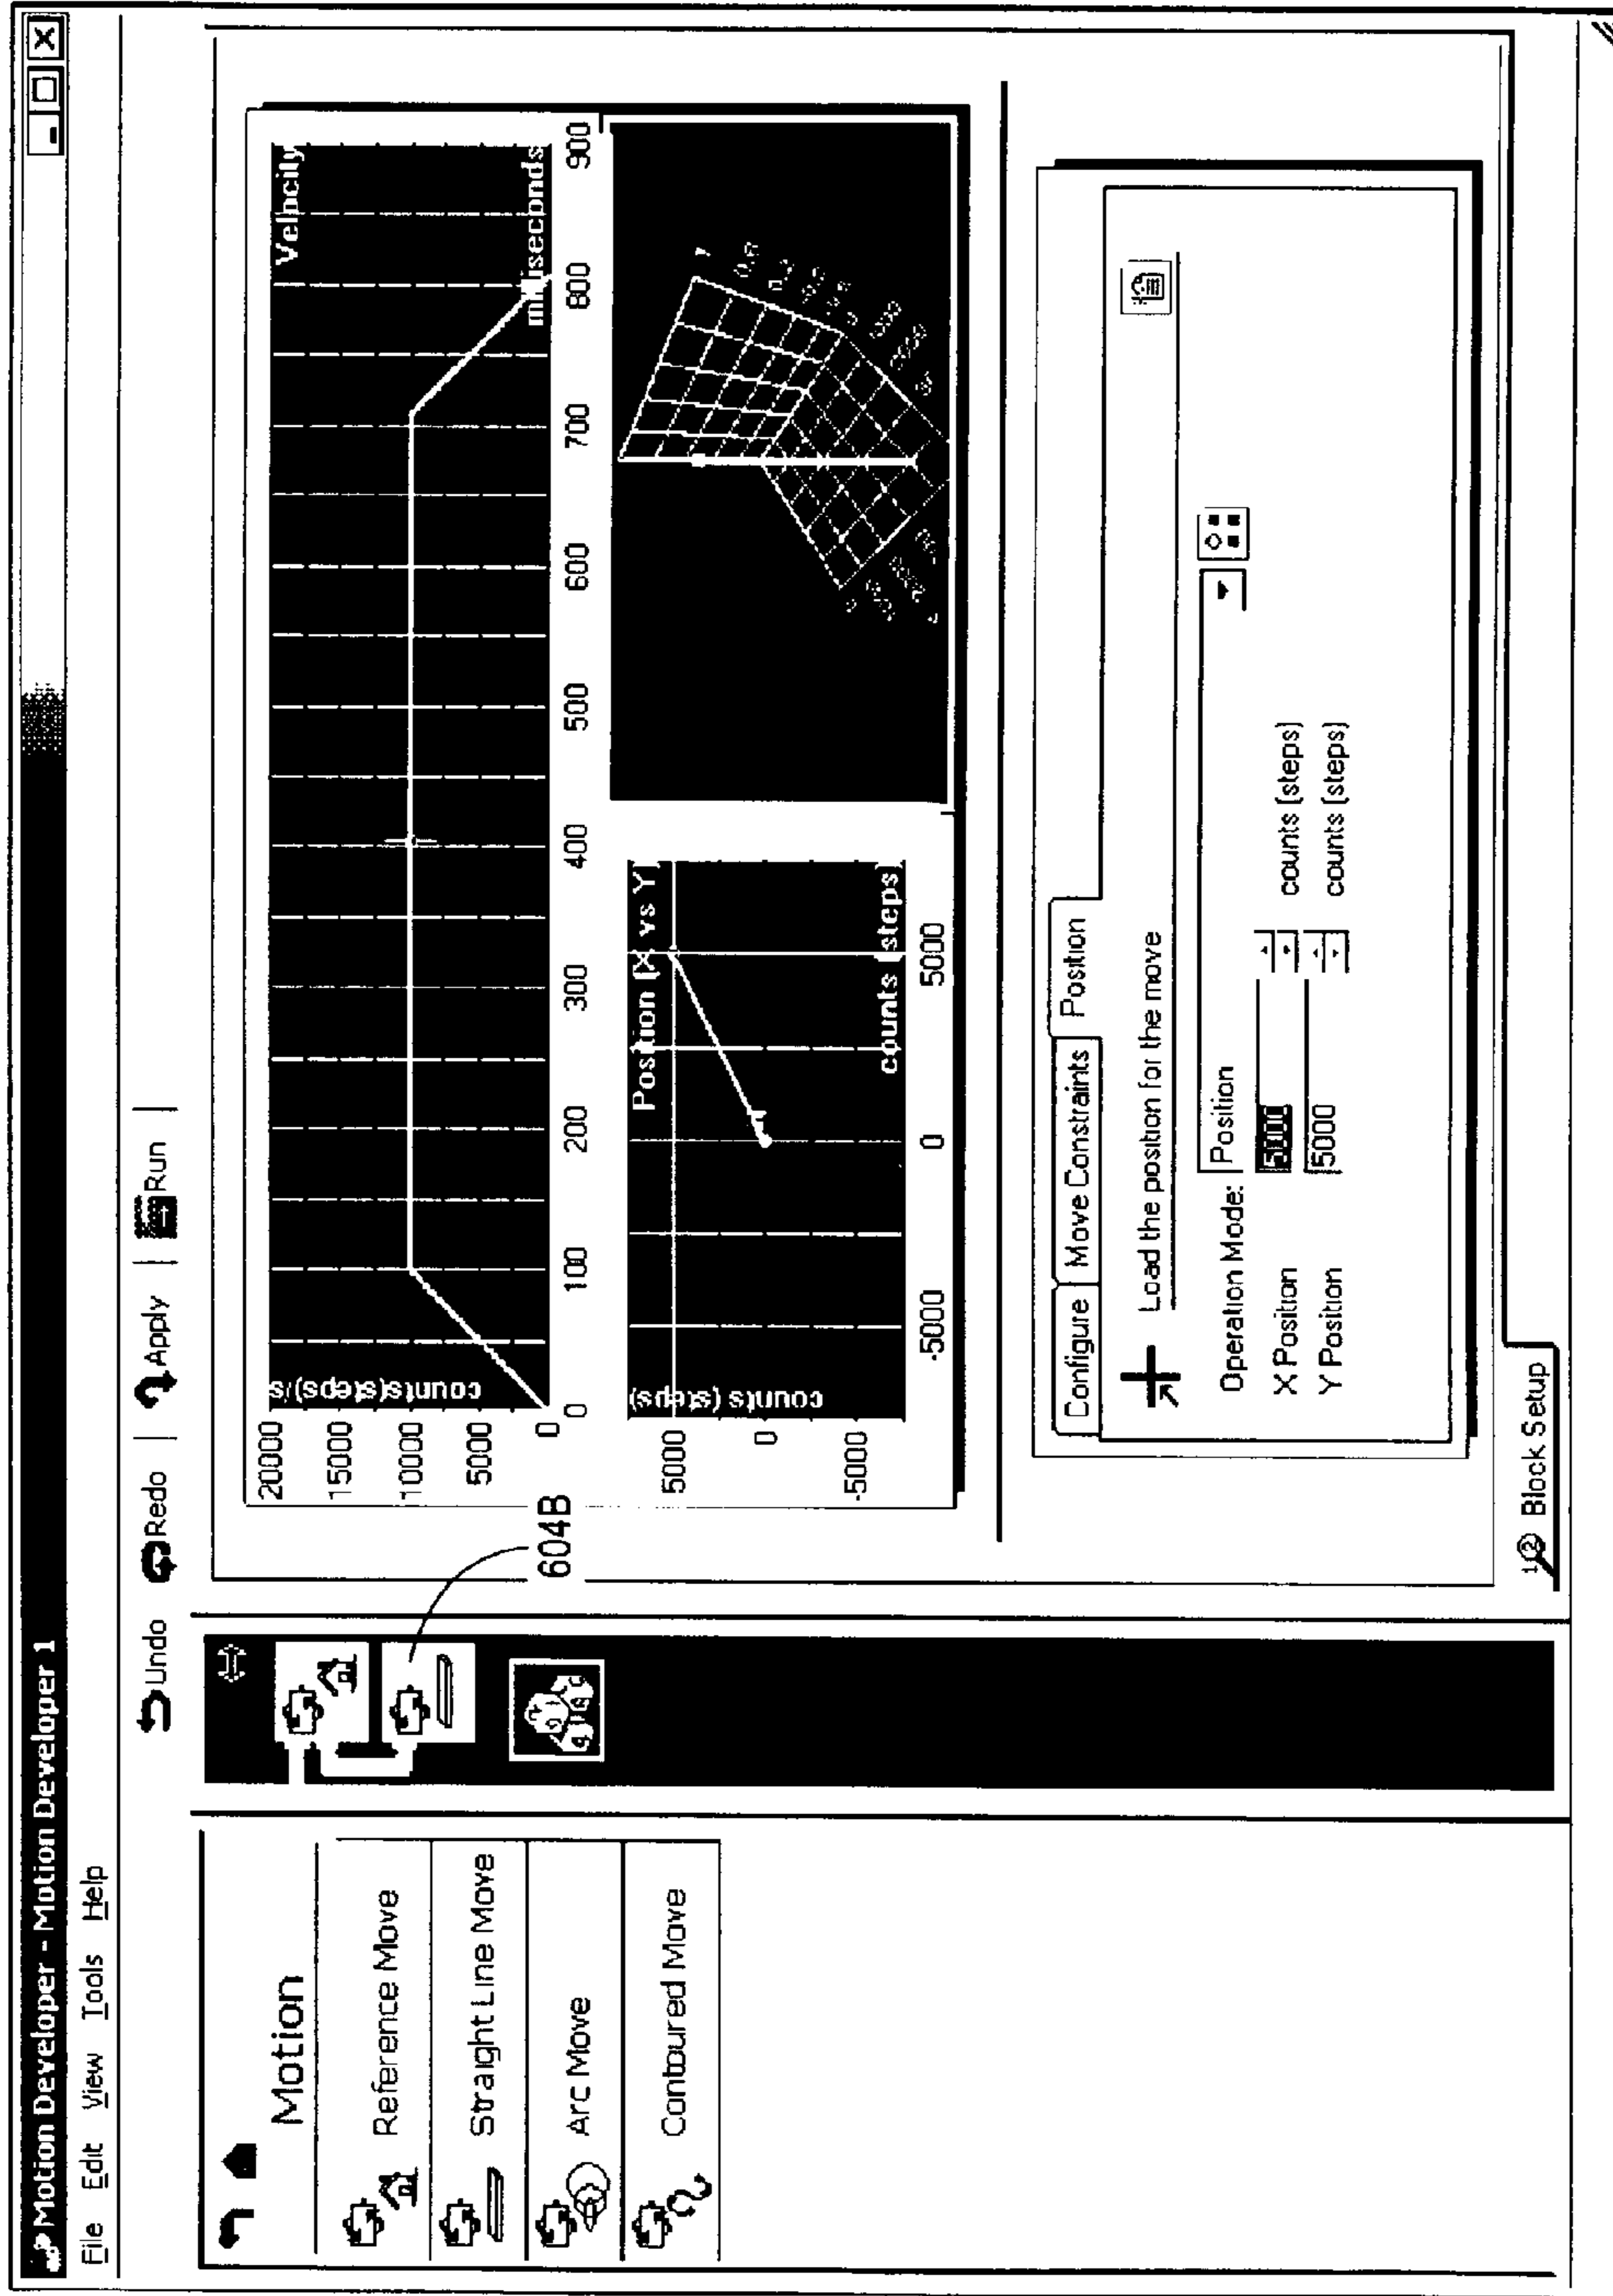 Motion Developer - Motion Developer 1
File Edit View Tools Help
Undo Redo Apply Run
Motion
Reference Move
Straight Line Move
Arc Move
Contoured Move
604B
Velocity
counts(steps)/s
20000
15000
10000
5000
0
0 100 200 300 400 500 600 700 800 900
Position (X vs Y)
counts (steps)
5000
0
-5000
-5000 0 5000
counts (steps)
Configure Move Constraints Position
Load the position for the move
Operation Mode: Position
X Position 5000 counts (steps)
Y Position 5000 counts (steps)
Block Setup